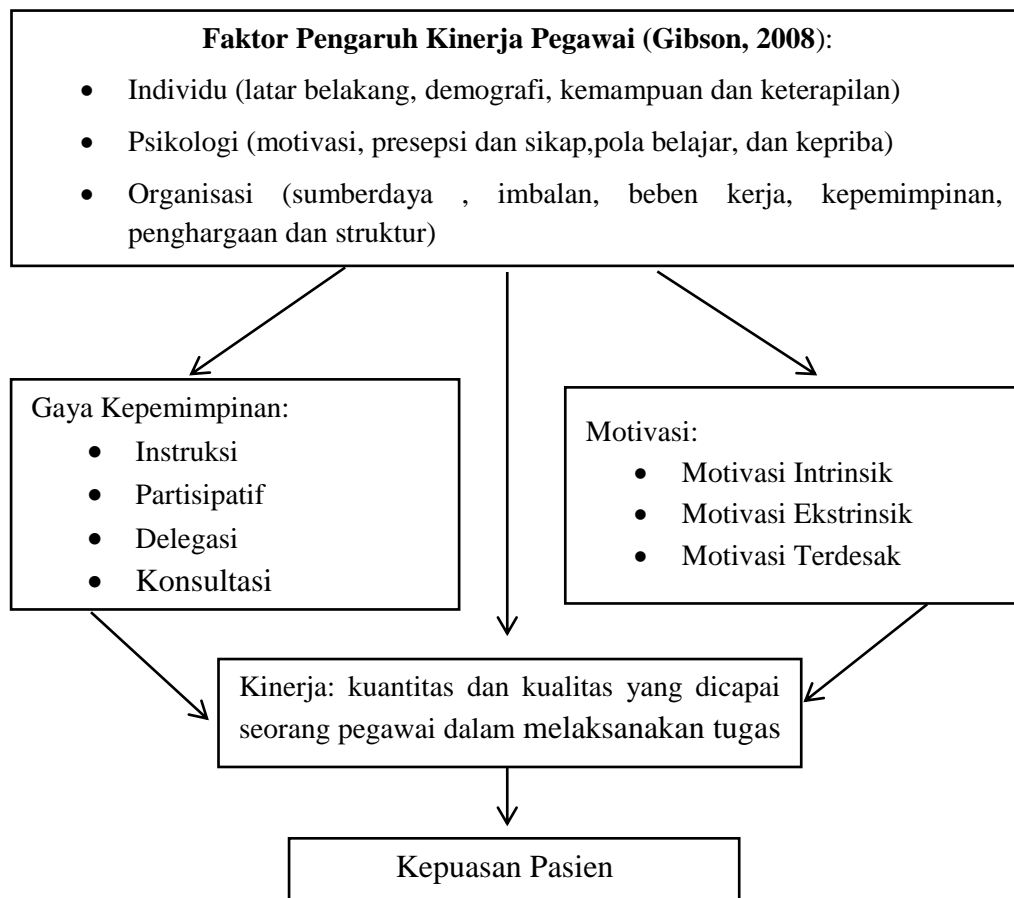 Faktor Pengaruh Kinerja Pegawai (Gibson, 2008):
• Individu (latar belakang, demografi, kemampuan dan keterapilan)
• Psikologi (motivasi, presepsi dan sikap,pola belajar, dan kepriba)
• Organisasi (sumberdaya , imbalan, beben kerja, kepemimpinan,
penghargaan dan struktur)
Gaya Kepemimpinan:
• Instruksi
• Partisipatif
• Delegasi
• Konsultasi
Motivasi:
• Motivasi Intrinsik
• Motivasi Ekstrinsik
• Motivasi Terdesak
Kinerja: kuantitas dan kualitas yang dicapai
seorang pegawai dalam melaksanakan tugas
Kepuasan Pasien